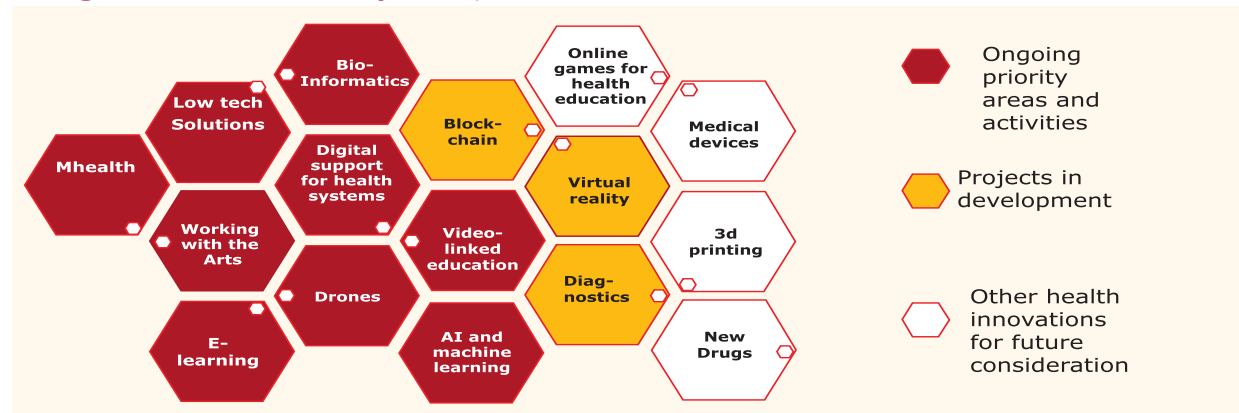 Mhealth
Low tech
Solutions
Working
with the
Arts
E-
learning
Bio-
Informatics
Digital
support
for health
systems
Drones
Block-
chain
Video-
linked
education
AI and
machine
learning
Online
games for
health
education
Virtual
reality
Diag-
nostics
Medical
devices
3d
printing
New
Drugs
Ongoing
priority
areas and
activities
Projects in
development
Other health
innovations
for future
consideration